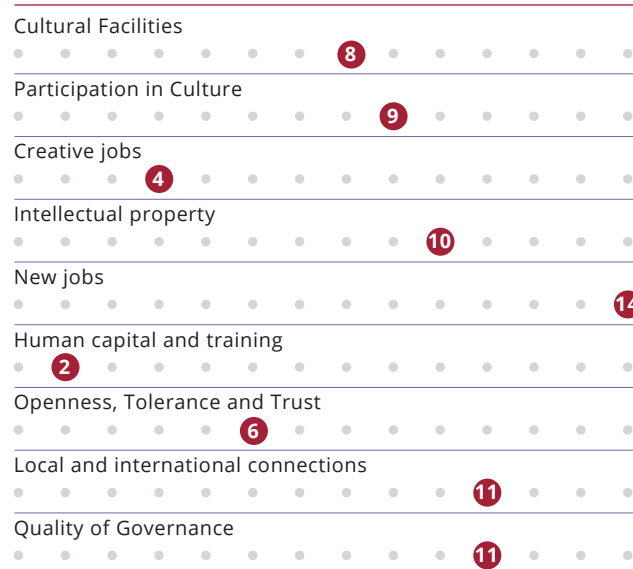 Cultural Facilities
8
Participation in Culture
9
Creative jobs
4
Intellectual property
10
New jobs
14
Human capital and training
2
Openness, Tolerance and Trust
6
Local and international connections
11
Quality of Governance
11